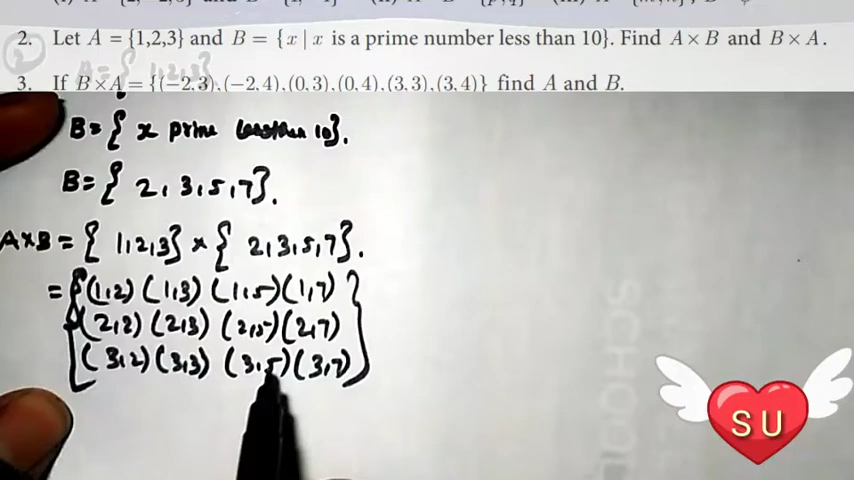 2. Let A = {1,2,3} and B = {x | x is a prime number less than 10}. Find A×B and B×A.
3. If B×A = {(−2,3),(−2,4),(0,3),(0,4),(3,3),(3,4)} find A and B.
B = { x prime less than 10}.
B = { 2, 3, 5, 7}.
A×B = { 1,2,3} × { 2,3,5,7}.
= { (1,2) (1,3) (1,5) (1,7)
(2,2) (2,3) (2,5) (2,7)
(3,2) (3,3) (3,5) (3,7) }
SCHOOL
SU